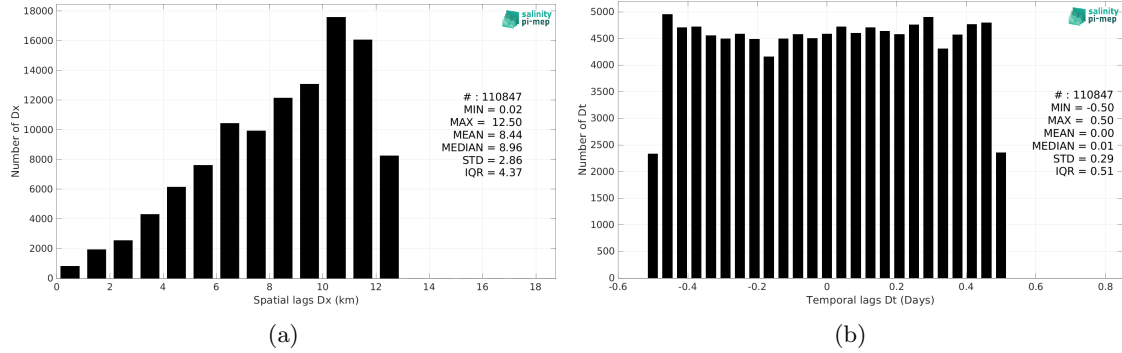 18000
16000
14000
12000
10000
8000
6000
4000
2000
0
Number of Dx
salinity
pi-mep
# : 110847
MIN = 0.02
MAX = 12.50
MEAN = 8.44
MEDIAN = 8.96
STD = 2.86
IQR = 4.37
0 2 4 6 8 10 12 14 16 18
Spatial lags Dx (km)
(a)
5000
4500
4000
3500
3000
2500
2000
1500
1000
500
0
Number of Dt
salinity
pi-mep
# : 110847
MIN = -0.50
MAX = 0.50
MEAN = 0.00
MEDIAN = 0.01
STD = 0.29
IQR = 0.51
-0.6 -0.4 -0.2 0 0.2 0.4 0.6 0.8
Temporal lags Dt (Days)
(b)